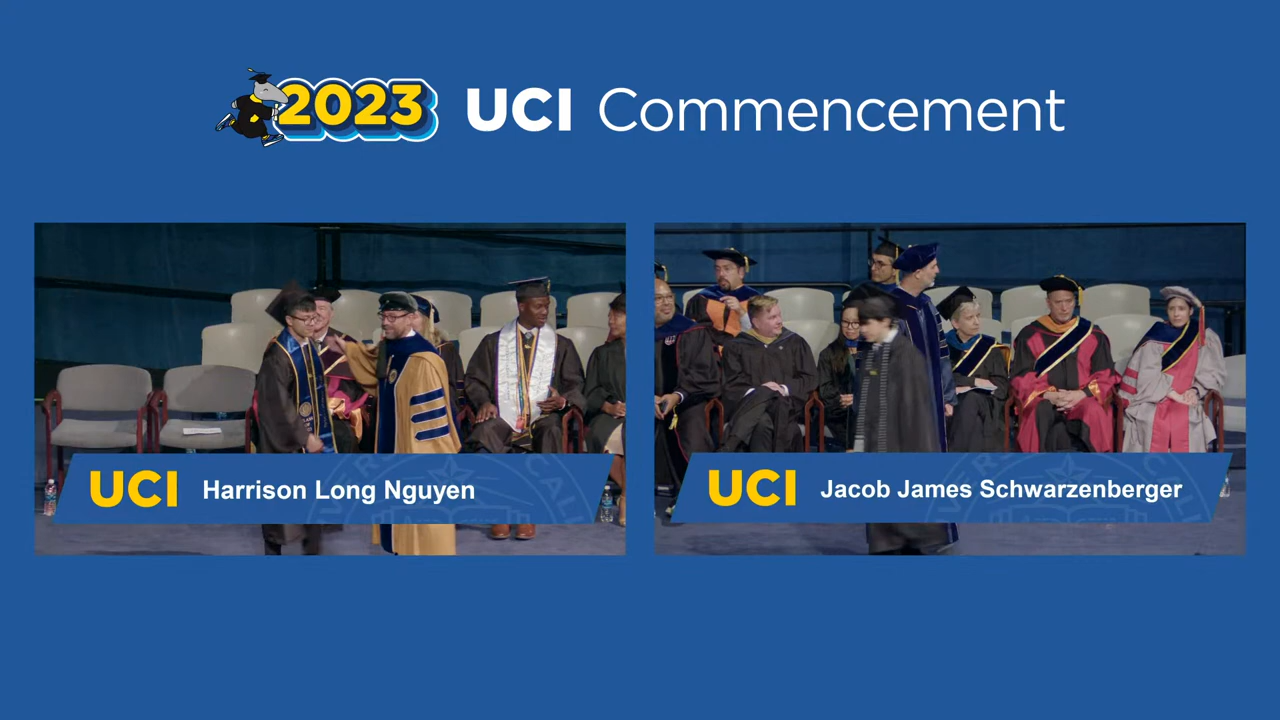 2023 UCI Commencement
UCI Harrison Long Nguyen
UCI Jacob James Schwarzenberger